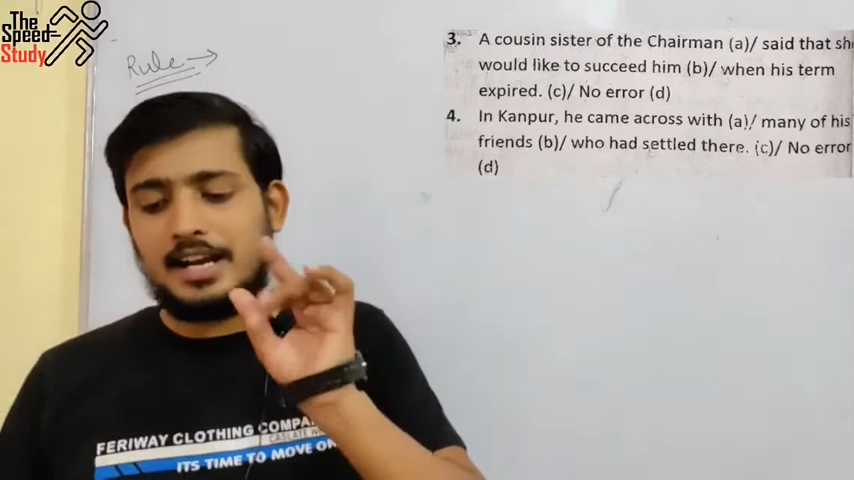 The
Speed-
Study
Rule
3. A cousin sister of the Chairman (a)/ said that she
would like to succeed him (b)/ when his term
expired. (c)/ No error (d)
4. In Kanpur, he came across with (a)/ many of his
friends (b)/ who had settled there. (c)/ No error
(d)
FERIWAY CLOTHING COMPA
ITS TIME TO MOVE ON